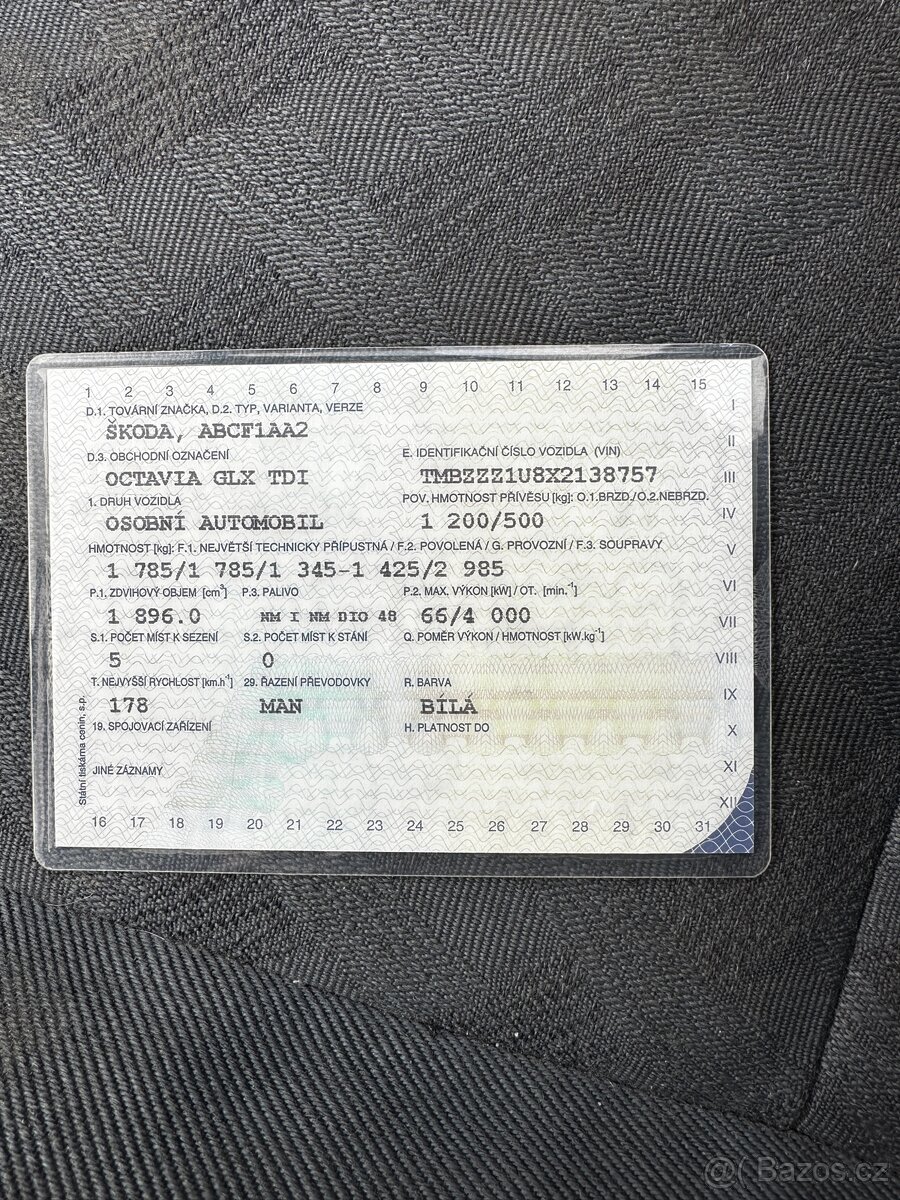 1 2 3 4 5 6 7 8 9 10 11 12 13 14 15
I
D.1. TOVÁRNÍ ZNAČKA, D.2. TYP, VARIANTA, VERZE
ŠKODA, ABCF1AA2
II
D.3. OBCHODNÍ OZNAČENÍ E. IDENTIFIKAČNÍ ČÍSLO VOZIDLA (VIN)
OCTAVIA GLX TDI TMBZZZ1U8X2138757
III
1. DRUH VOZIDLA POV. HMOTNOST PŘÍVĚSU [kg]: O.1.BRZD./O.2.NEBRZD.
OSOBNÍ AUTOMOBIL 1 200/500
IV
HMOTNOST [kg]: F.1. NEJVĚTŠÍ TECHNICKY PŘÍPUSTNÁ / F.2. POVOLENÁ / G. PROVOZNÍ / F.3. SOUPRAVY
V
1 785/1 785/1 345-1 425/2 985
P.1. ZDVIHOVÝ OBJEM [cm³] P.3. PALIVO P.2. MAX. VÝKON [kW] / OT. [min.⁻¹]
VI
1 896.0 NM I NM DIO 48 66/4 000
VII
S.1. POČET MÍST K SEZENÍ S.2. POČET MÍST K STÁNÍ Q. POMĚR VÝKON / HMOTNOST [kW.kg⁻¹]
5 0
VIII
T. NEJVYŠŠÍ RYCHLOST [km.h⁻¹] 29. ŘAZENÍ PŘEVODOVKY R. BARVA
IX
178 MAN BÍLÁ
19. SPOJOVACÍ ZAŘÍZENÍ H. PLATNOST DO
X
JINÉ ZÁZNAMY
XI
XII
Státní tiskárna cenin, s.p.
16 17 18 19 20 21 22 23 24 25 26 27 28 29 30 31
@( Bazos.cz